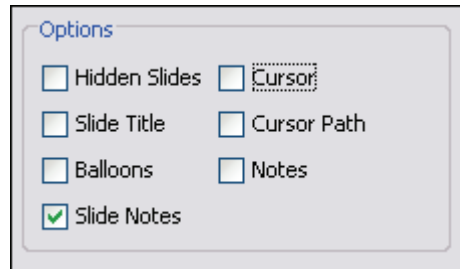 Options
Hidden Slides Cursor
Slide Title Cursor Path
Balloons Notes
Slide Notes